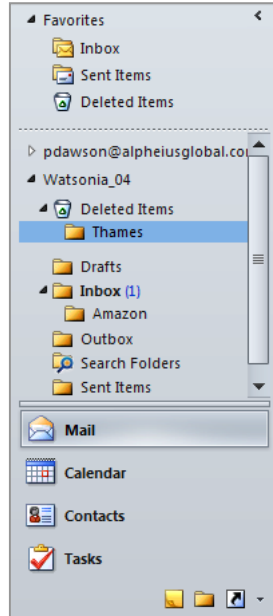 Favorites
Inbox
Sent Items
Deleted Items
pdawson@alpheiusglobal.co
Watsonia_04
Deleted Items
Thames
Drafts
Inbox (1)
Amazon
Outbox
Search Folders
Sent Items
Mail
Calendar
Contacts
Tasks